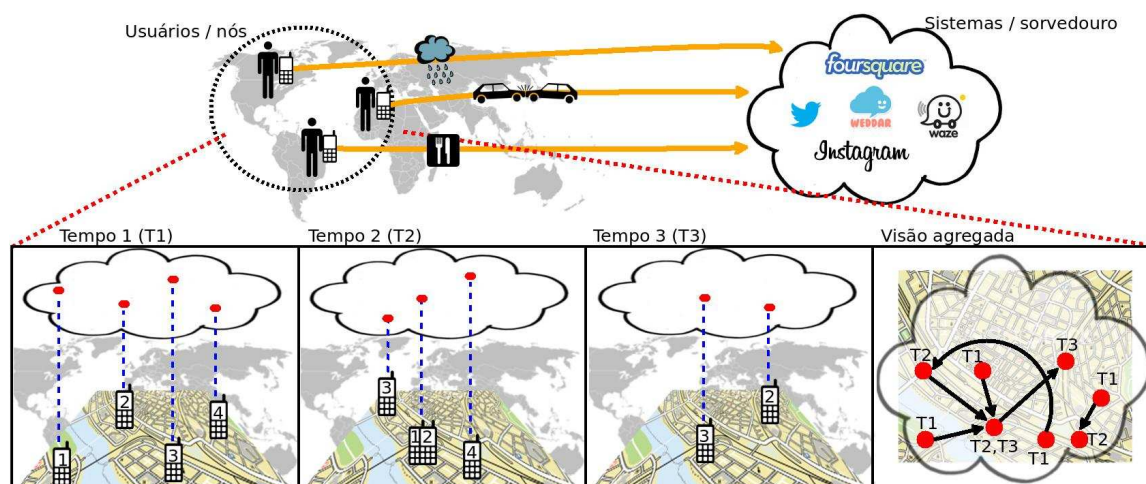 Usuários / nós
Sistemas / sorvedouro
foursquare
WEDDAR
waze
Instagram
Tempo 1 (T1)
Tempo 2 (T2)
Tempo 3 (T3)
Visão agregada
1
2
3
4
3
1 2
4
3
2
T2
T1
T3
T1
T1
T2,T3
T1
T2